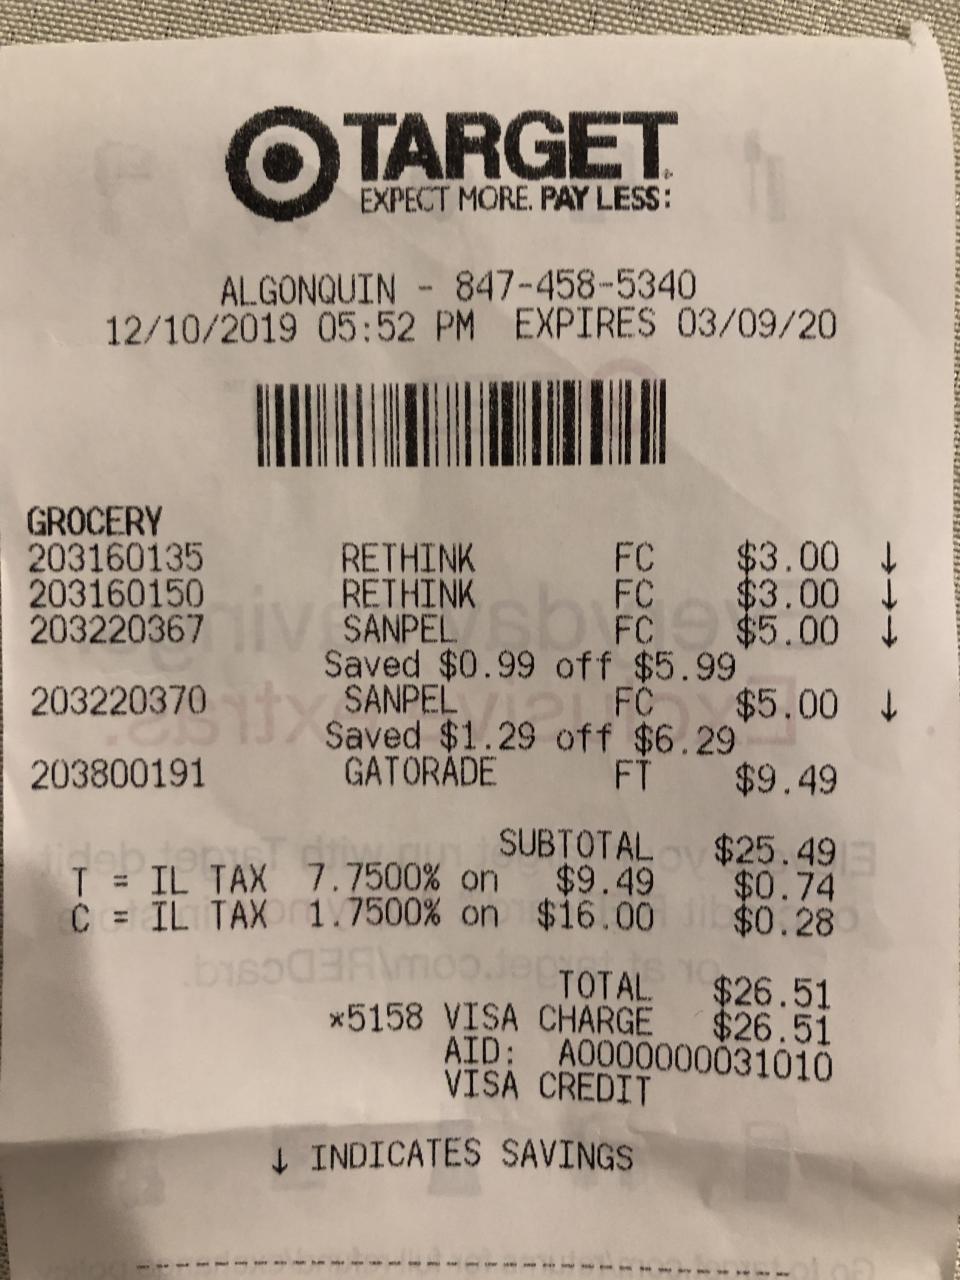 TARGET
EXPECT MORE. PAY LESS.
ALGONQUIN - 847-458-5340
12/10/2019 05:52 PM EXPIRES 03/09/20
GROCERY
203160135 RETHINK FC $3.00 ↓
203160150 RETHINK FC $3.00 ↓
203220367 SANPEL FC $5.00 ↓
Saved $0.99 off $5.99
203220370 SANPEL FC $5.00 ↓
Saved $1.29 off $6.29
203800191 GATORADE FT $9.49
SUBTOTAL $25.49
T = IL TAX 7.7500% on $9.49 $0.74
C = IL TAX 1.7500% on $16.00 $0.28
TOTAL $26.51
*5158 VISA CHARGE $26.51
AID: A0000000031010
VISA CREDIT
↓ INDICATES SAVINGS